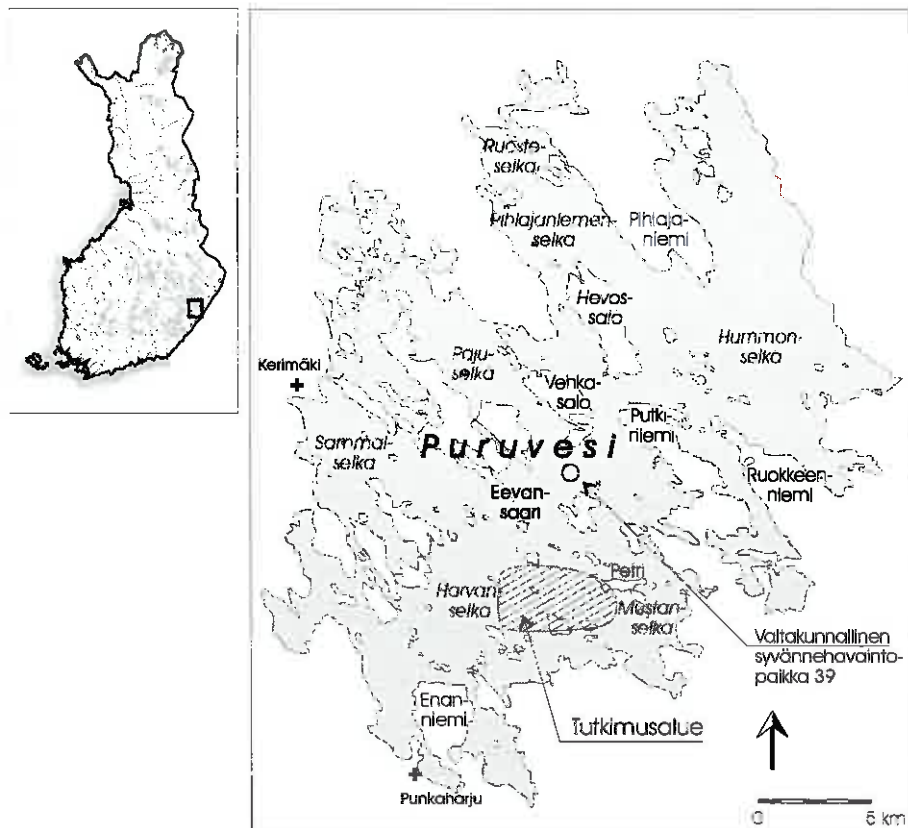 Ruoste-
selkä
Pihlajaniemen-
selkä
Pihlaja-
niemi
Hevos-
salo
Hummon-
selkä
Kerimäki
Paju-
selkä
Vehka-
salo
Putki-
niemi
Sammal-
selkä
Puruvesi
Ruokkeen-
niemi
Eevan-
saari
Petri
Harvan-
selkä
Mustan-
selkä
Valtakunnallinen
syvännehavainto-
paikka 39
Enan-
niemi
Tutkimusalue
Punkaharju
0 5 km